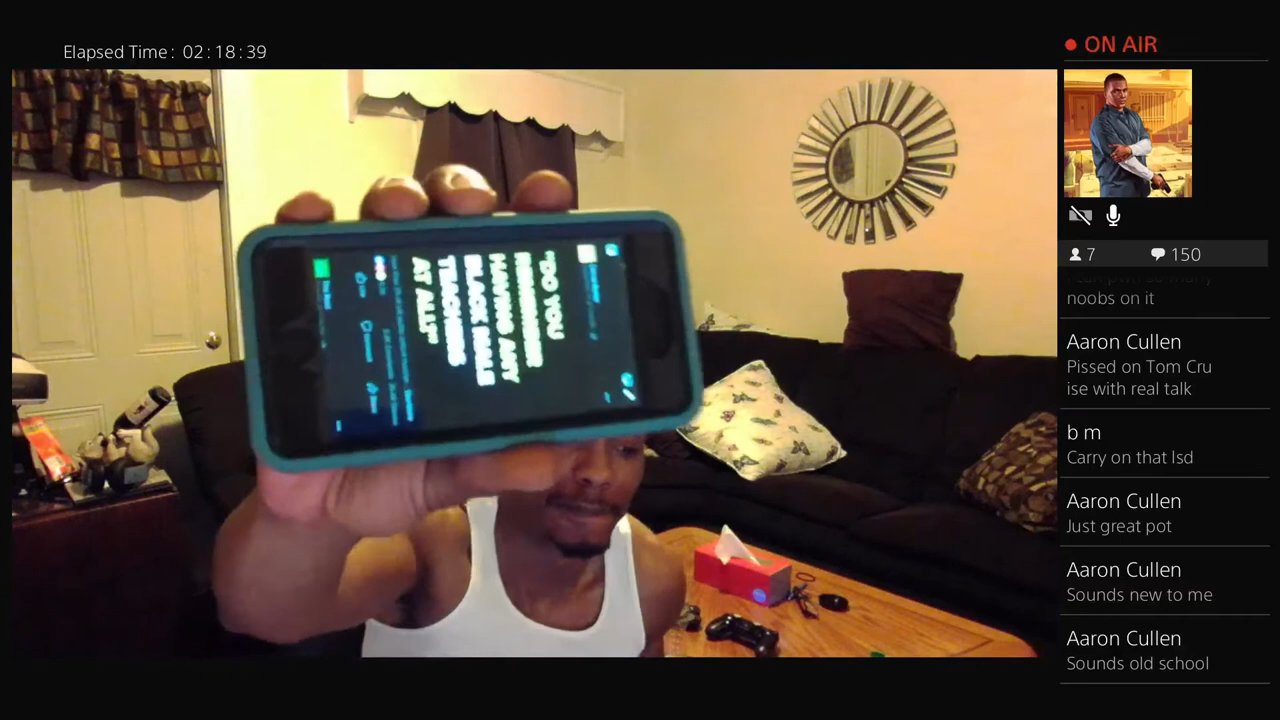 Elapsed Time: 02:18:39
ON AIR
7
150
noobs on it
Aaron Cullen
Pissed on Tom Cru
ise with real talk
b m
Carry on that lsd
Aaron Cullen
Just great pot
Aaron Cullen
Sounds new to me
Aaron Cullen
Sounds old school
"DO YOU
REMEMBER
HAVING ANY
BLACK MALE
TEACHERS
AT ALL?"